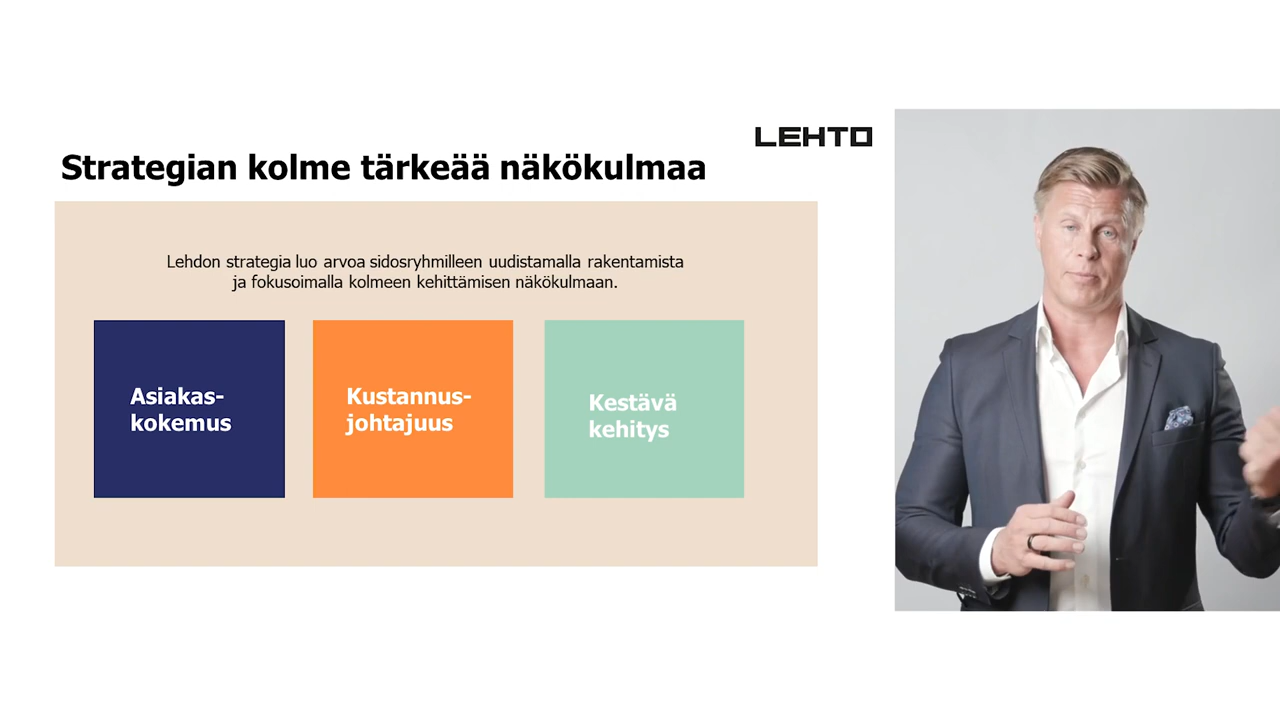 LEHTO
Strategian kolme tärkeää näkökulmaa
Lehdon strategia luo arvoa sidosryhmilleen uudistamalla rakentamista
ja fokusoimalla kolmeen kehittämisen näkökulmaan.
Asiakas-
kokemus
Kustannus-
johtajuus
Kestävä
kehitys